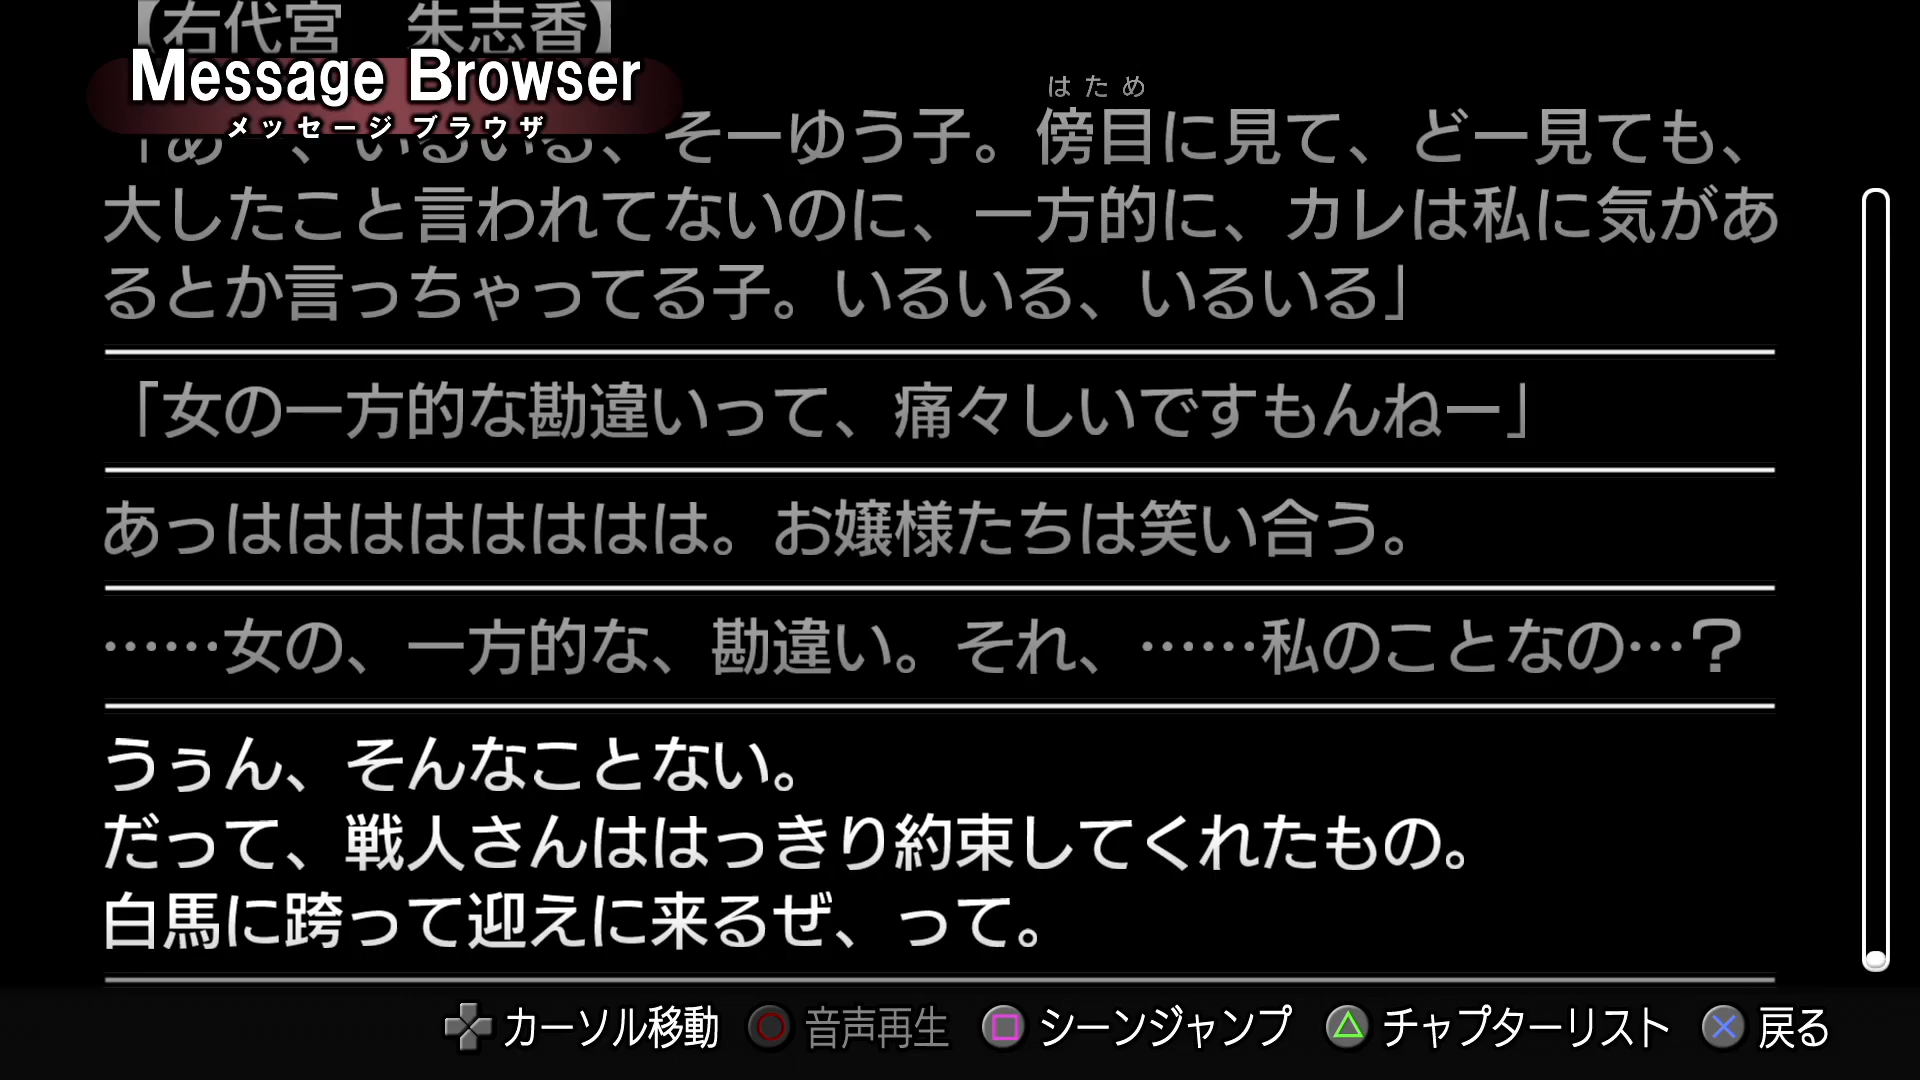 【右代宮　朱志香】
Message Browser
メッセージ ブラウザ
はため
「あー、いるいる、そーゆう子。傍目に見て、どー見ても、
大したこと言われてないのに、一方的に、カレは私に気があ
るとか言っちゃってる子。いるいる、いるいる」
「女の一方的な勘違いって、痛々しいですもんねー」
あっはははははははは。お嬢様たちは笑い合う。
……女の、一方的な、勘違い。それ、……私のことなの…？
うぅん、そんなことない。
だって、戦人さんははっきり約束してくれたもの。
白馬に跨って迎えに来るぜ、って。
カーソル移動 音声再生 シーンジャンプ チャプターリスト 戻る